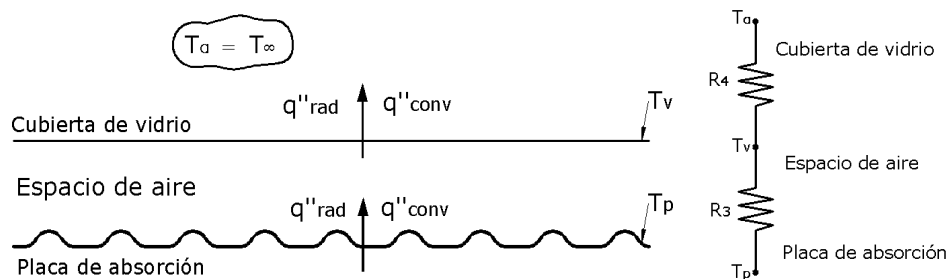 Ta = T∞
q"rad q"conv
Tv
Cubierta de vidrio
Espacio de aire
q"rad q"conv
Tp
Placa de absorción
Ta
Cubierta de vidrio
R4
Tv
Espacio de aire
R3
Placa de absorción
Tp